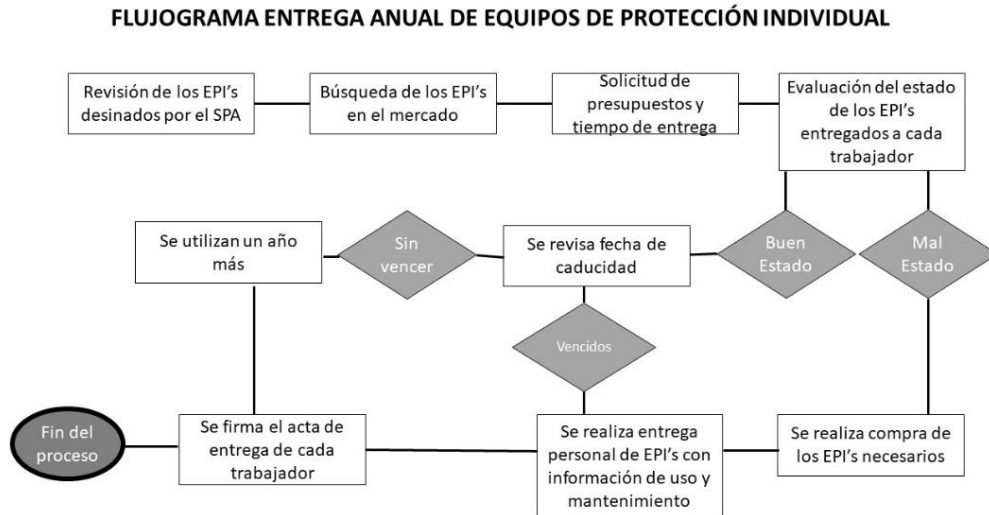 FLUJOGRAMA ENTREGA ANUAL DE EQUIPOS DE PROTECCIÓN INDIVIDUAL
Revisión de los EPI's
desinados por el SPA
Búsqueda de los EPI's
en el mercado
Solicitud de
presupuestos y
tiempo de entrega
Evaluación del estado
de los EPI's
entregados a cada
trabajador
Se utilizan un año
más
Sin
vencer
Se revisa fecha de
caducidad
Buen
Estado
Mal
Estado
Vencidos
Fin del
proceso
Se firma el acta de
entrega de cada
trabajador
Se realiza entrega
personal de EPI's con
información de uso y
mantenimiento
Se realiza compra de
los EPI's necesarios